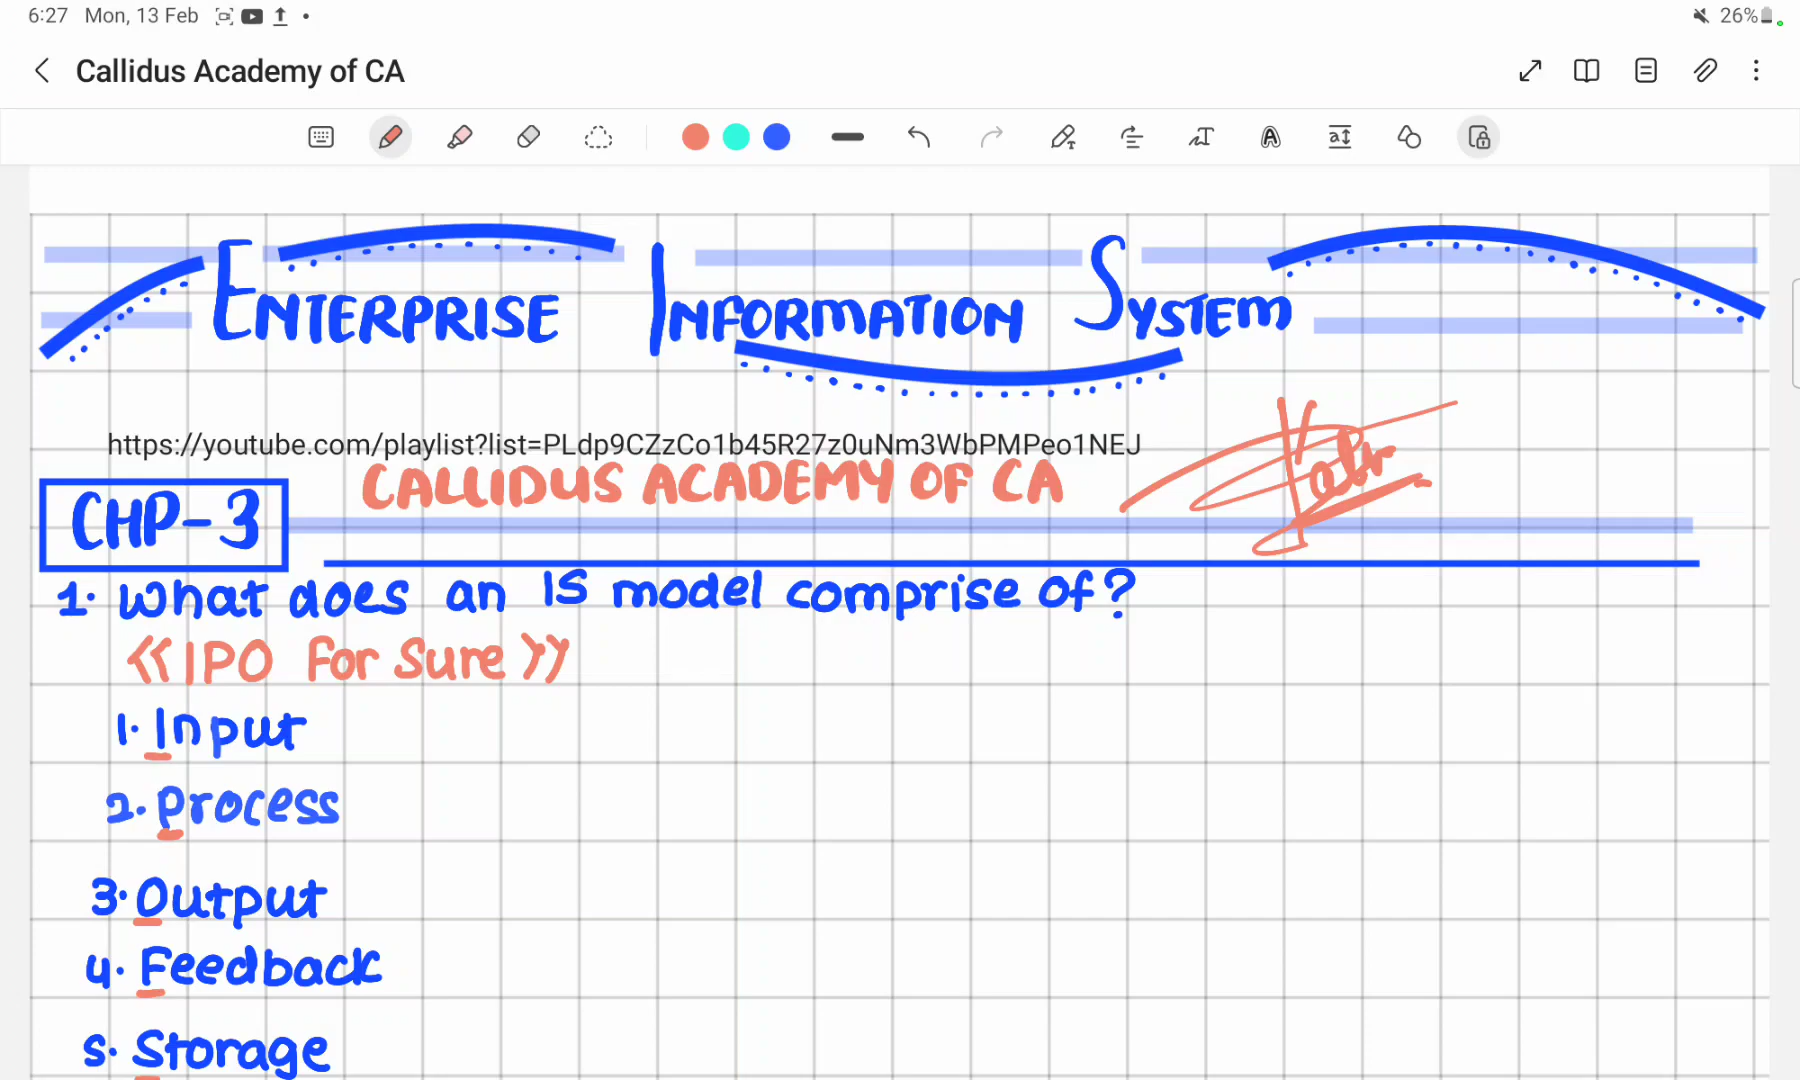 6:27 Mon, 13 Feb
26%
Callidus Academy of CA
ENTERPRISE INFORMATION SYSTEM
https://youtube.com/playlist?list=PLdp9CZzCo1b45R27z0uNm3WbPMPeo1NEJ
CALLIDUS ACADEMY OF CA
CHP-3
1. What does an IS model comprise of?
《IPO For Sure》
1. Input
2. Process
3. Output
4. Feedback
5. Storage